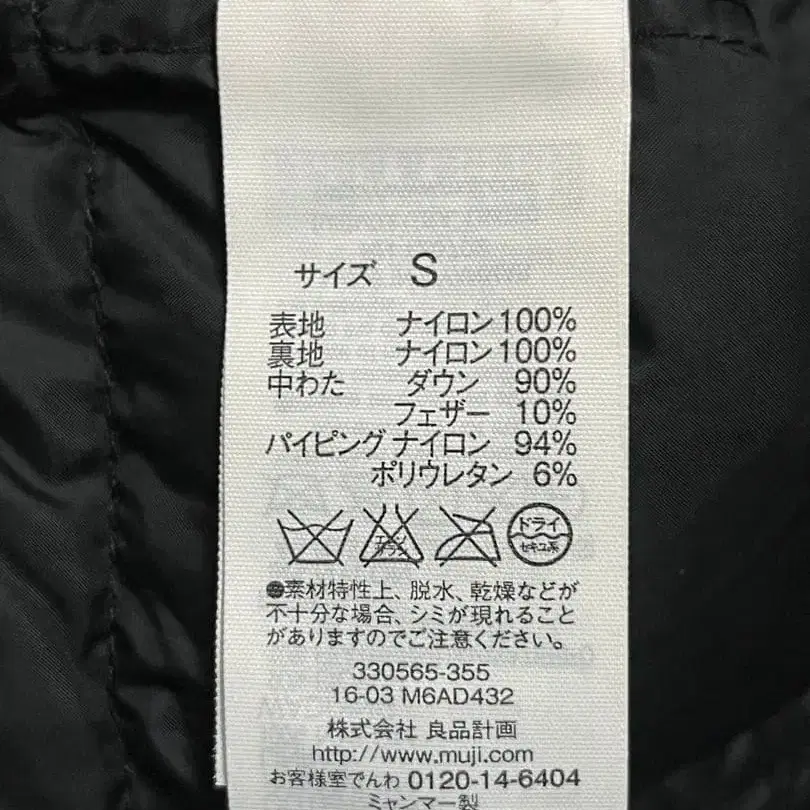 サイズ S
表地 ナイロン100%
裏地 ナイロン100%
中わた ダウン 90%
フェザー 10%
パイピング ナイロン 94%
ポリウレタン 6%
エンソ
ドライ
セキユ系
●素材特性上、脱水、乾燥などが
不十分な場合、シミが現れること
がありますのでご注意ください。
330565-355
16-03 M6AD432
株式会社 良品計画
http://www.muji.com
お客様室でんわ 0120-14-6404
ミャンマー製